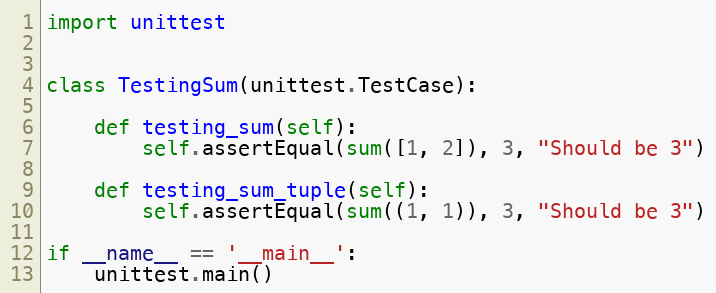 1 import unittest
2
3
4 class TestingSum(unittest.TestCase):
5
6     def testing_sum(self):
7         self.assertEqual(sum([1, 2]), 3, "Should be 3")
8
9     def testing_sum_tuple(self):
10         self.assertEqual(sum((1, 1)), 3, "Should be 3")
11
12 if __name__ == '__main__':
13     unittest.main()